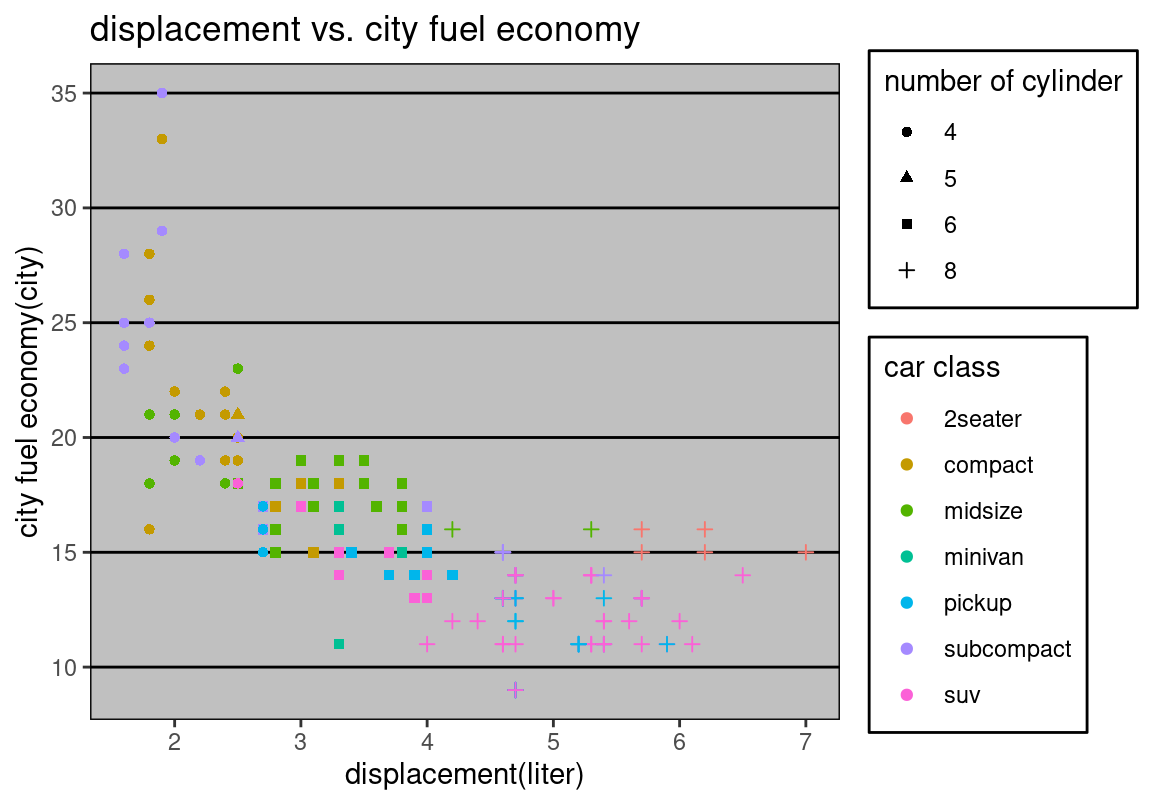 displacement vs. city fuel economy
city fuel economy(city)
35
30
25
20
15
10
2 3 4 5 6 7
displacement(liter)
number of cylinder
4
5
6
8
car class
2seater
compact
midsize
minivan
pickup
subcompact
suv